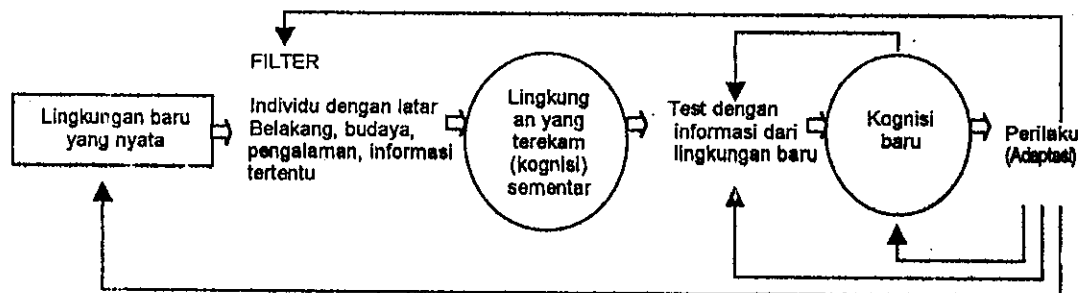 FILTER
Lingkungan baru
yang nyata
Individu dengan latar
Belakang, budaya,
pengalaman, informasi
tertentu
Lingkung
an yang
terekam
(kognisi)
sementar
Test dengan
informasi dari
lingkungan baru
Kognisi
baru
Perilaku
(Adaptasi)